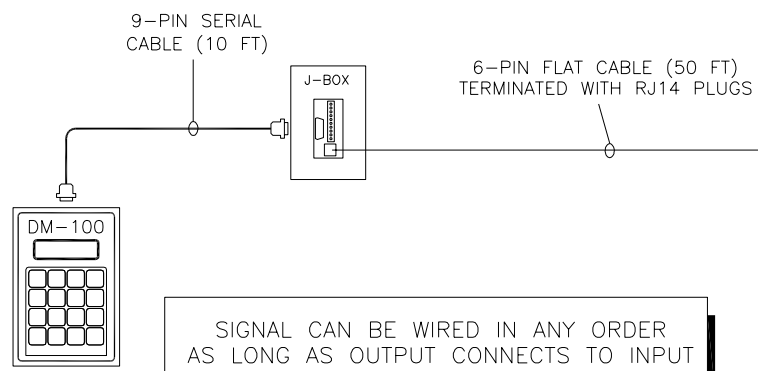 9-PIN SERIAL
CABLE (10 FT)
J-BOX
6-PIN FLAT CABLE (50 FT)
TERMINATED WITH RJ14 PLUGS
DM-100
SIGNAL CAN BE WIRED IN ANY ORDER
AS LONG AS OUTPUT CONNECTS TO INPUT